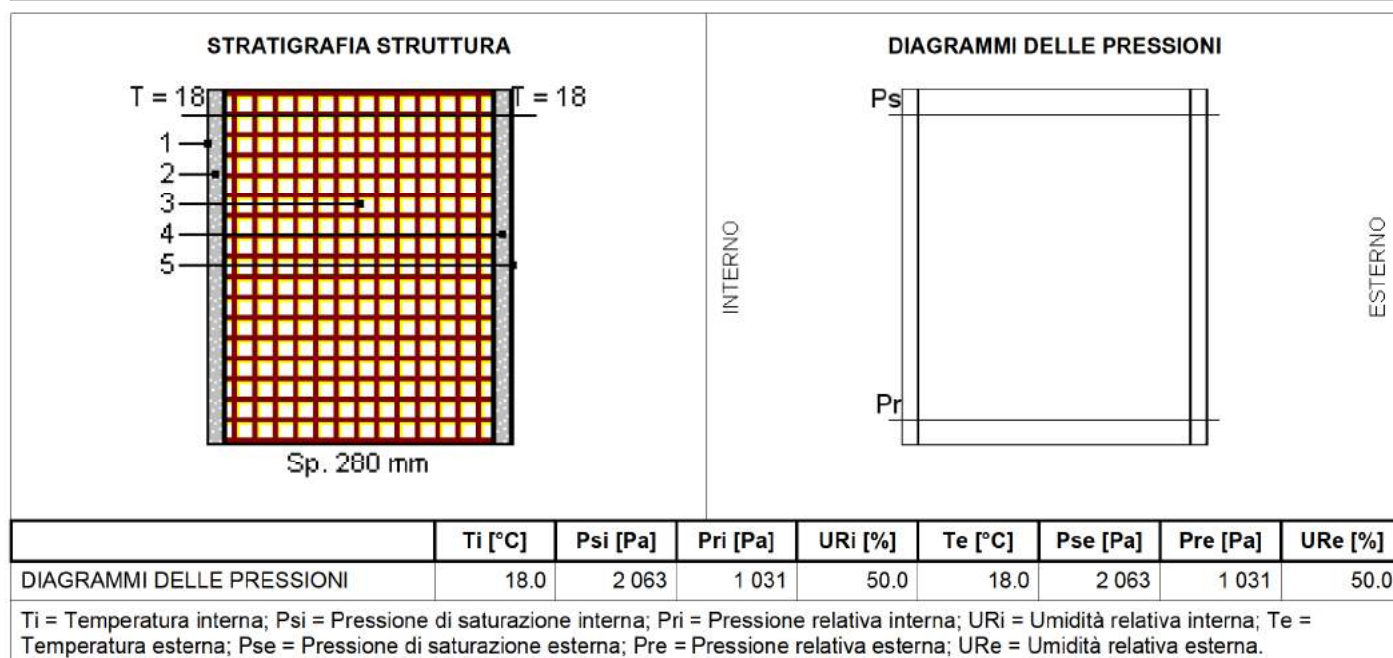 STRATIGRAFIA STRUTTURA
T = 18
T = 18
1
2
3
4
5
Sp. 280 mm
DIAGRAMMI DELLE PRESSIONI
Ps
Pr
INTERNO
ESTERNO
Ti [°C] Psi [Pa] Pri [Pa] URi [%] Te [°C] Pse [Pa] Pre [Pa] URe [%]
DIAGRAMMI DELLE PRESSIONI 18.0 2 063 1 031 50.0 18.0 2 063 1 031 50.0
Ti = Temperatura interna; Psi = Pressione di saturazione interna; Pri = Pressione relativa interna; URi = Umidità relativa interna; Te =
Temperatura esterna; Pse = Pressione di saturazione esterna; Pre = Pressione relativa esterna; URe = Umidità relativa esterna.